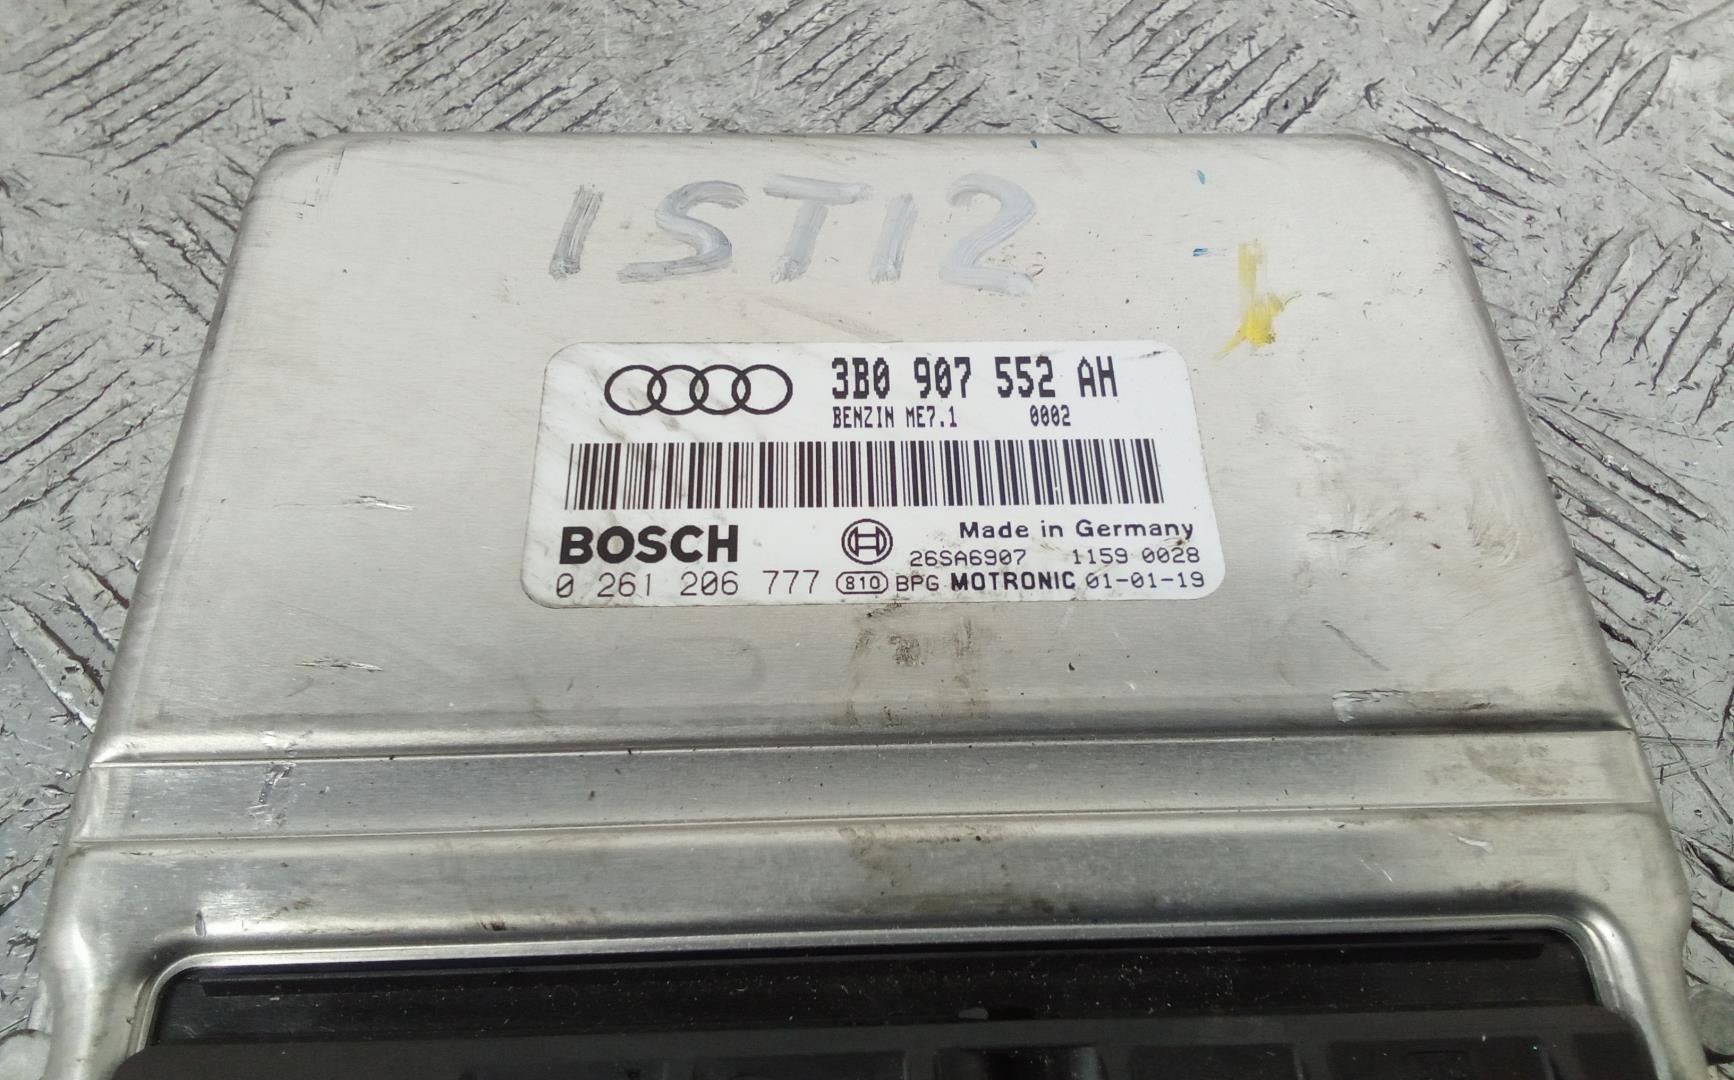 1ST12
3B0 907 552 AH
BENZIN ME7.1 0002
BOSCH
Made in Germany
26SA6907 1159 0028
0 261 206 777 810 BPG MOTRONIC 01-01-19